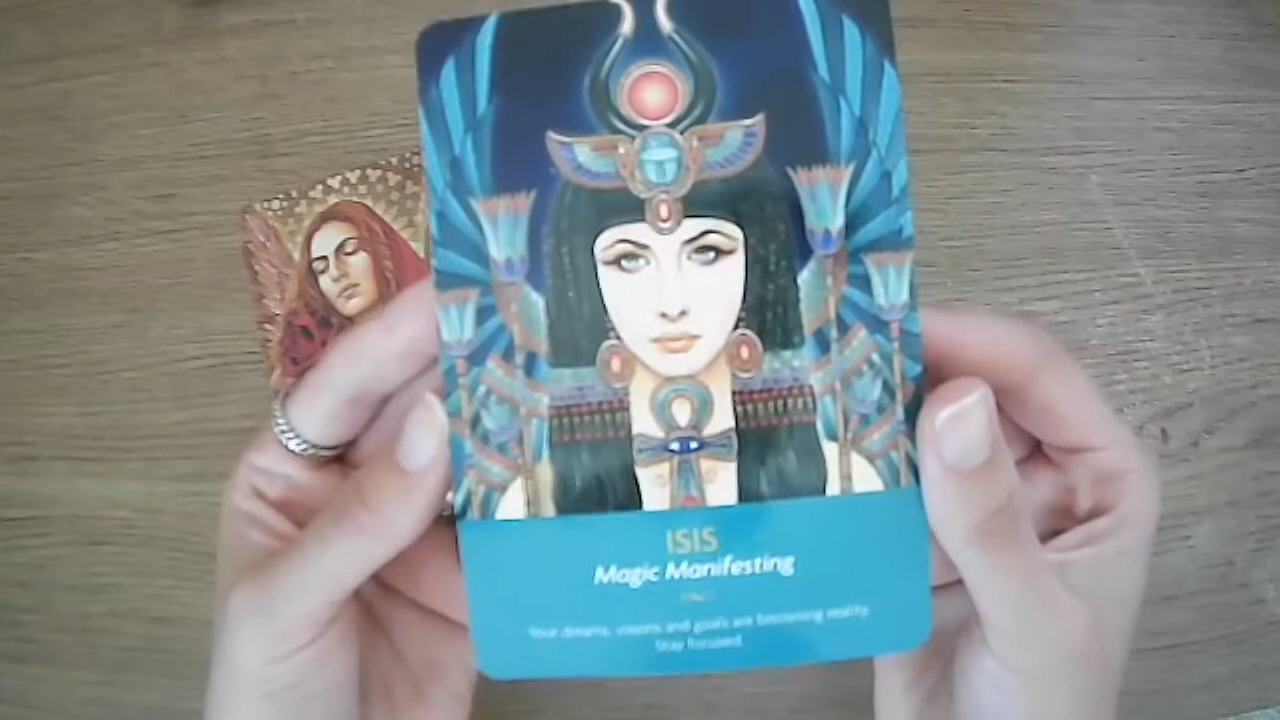 ISIS
Magic Manifesting
Your dreams, visions and goals are becoming reality.
Stay focused.